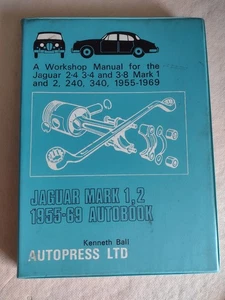 A Workshop Manual for the
Jaguar 2·4 3·4 and 3·8 Mark 1
and 2, 240, 340, 1955-1969
JAGUAR MARK 1,2
1955-69 AUTOBOOK
Kenneth Ball
AUTOPRESS LTD